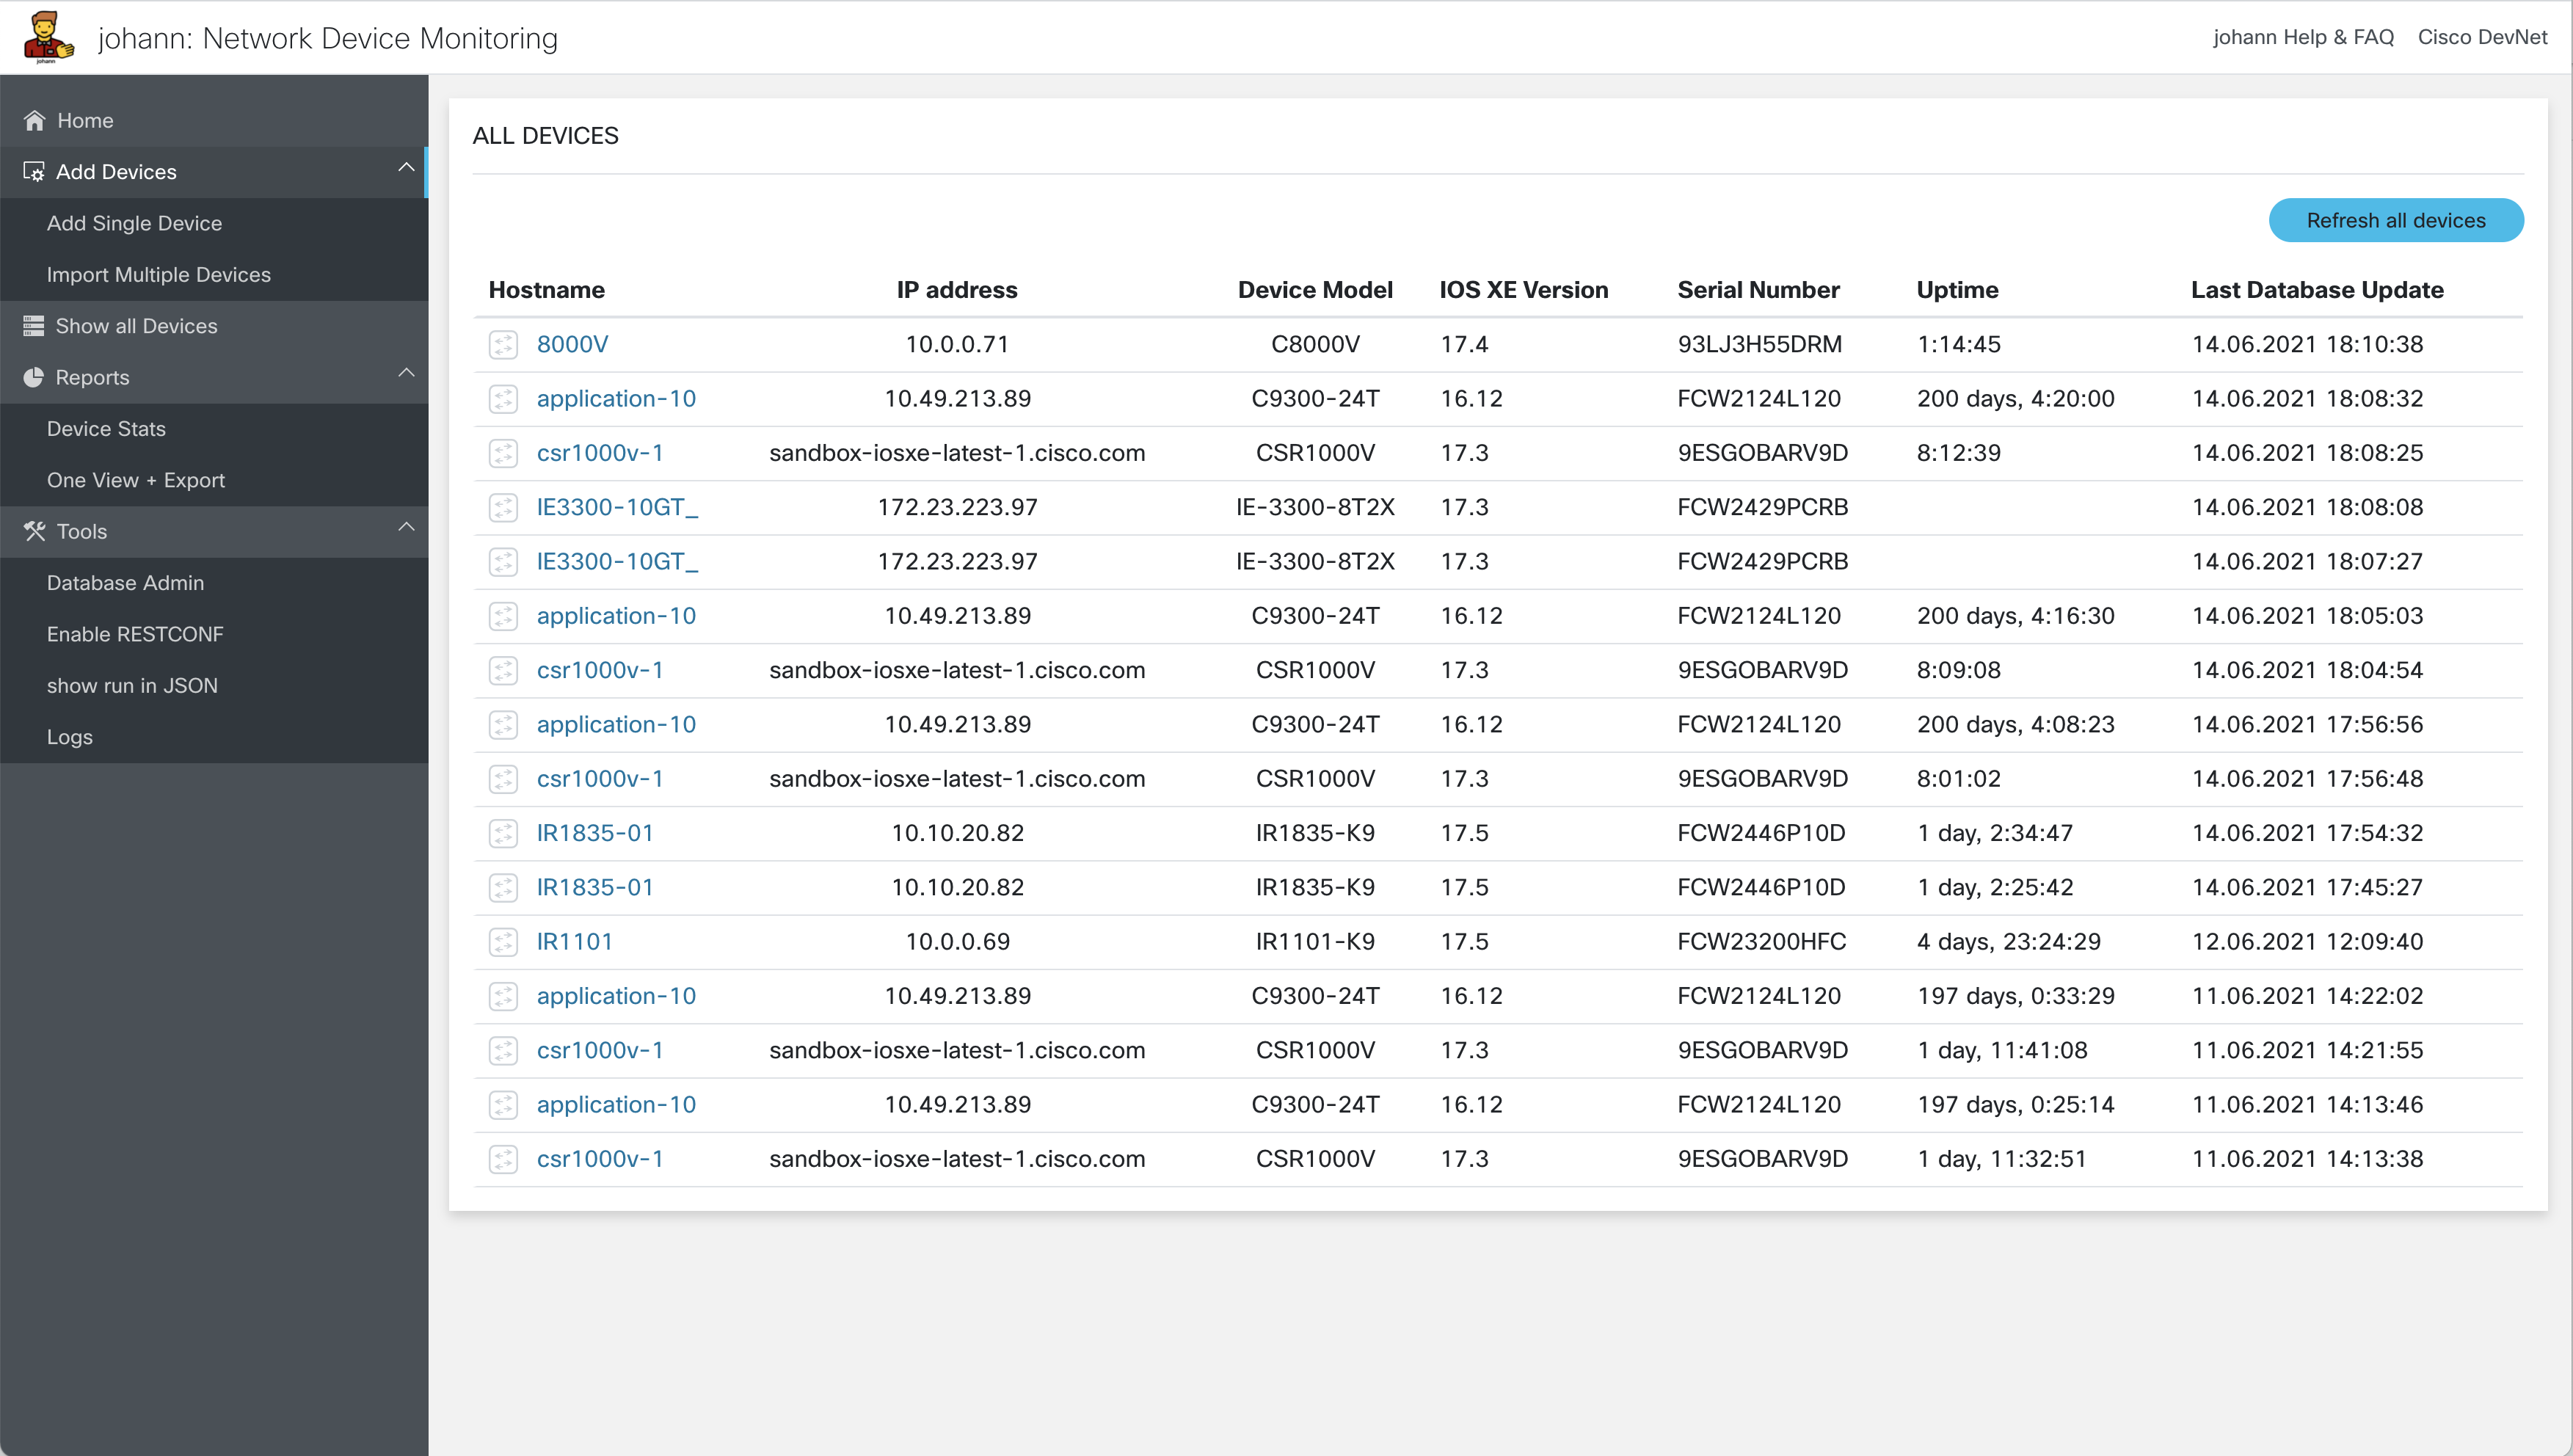 johann
johann: Network Device Monitoring
johann Help & FAQ Cisco DevNet
Home
Add Devices
Add Single Device
Import Multiple Devices
Show all Devices
Reports
Device Stats
One View + Export
Tools
Database Admin
Enable RESTCONF
show run in JSON
Logs
ALL DEVICES
Refresh all devices
Hostname IP address Device Model IOS XE Version Serial Number Uptime Last Database Update
8000V 10.0.0.71 C8000V 17.4 93LJ3H55DRM 1:14:45 14.06.2021 18:10:38
application-10 10.49.213.89 C9300-24T 16.12 FCW2124L120 200 days, 4:20:00 14.06.2021 18:08:32
csr1000v-1 sandbox-iosxe-latest-1.cisco.com CSR1000V 17.3 9ESGOBARV9D 8:12:39 14.06.2021 18:08:25
IE3300-10GT_ 172.23.223.97 IE-3300-8T2X 17.3 FCW2429PCRB 14.06.2021 18:08:08
IE3300-10GT_ 172.23.223.97 IE-3300-8T2X 17.3 FCW2429PCRB 14.06.2021 18:07:27
application-10 10.49.213.89 C9300-24T 16.12 FCW2124L120 200 days, 4:16:30 14.06.2021 18:05:03
csr1000v-1 sandbox-iosxe-latest-1.cisco.com CSR1000V 17.3 9ESGOBARV9D 8:09:08 14.06.2021 18:04:54
application-10 10.49.213.89 C9300-24T 16.12 FCW2124L120 200 days, 4:08:23 14.06.2021 17:56:56
csr1000v-1 sandbox-iosxe-latest-1.cisco.com CSR1000V 17.3 9ESGOBARV9D 8:01:02 14.06.2021 17:56:48
IR1835-01 10.10.20.82 IR1835-K9 17.5 FCW2446P10D 1 day, 2:34:47 14.06.2021 17:54:32
IR1835-01 10.10.20.82 IR1835-K9 17.5 FCW2446P10D 1 day, 2:25:42 14.06.2021 17:45:27
IR1101 10.0.0.69 IR1101-K9 17.5 FCW23200HFC 4 days, 23:24:29 12.06.2021 12:09:40
application-10 10.49.213.89 C9300-24T 16.12 FCW2124L120 197 days, 0:33:29 11.06.2021 14:22:02
csr1000v-1 sandbox-iosxe-latest-1.cisco.com CSR1000V 17.3 9ESGOBARV9D 1 day, 11:41:08 11.06.2021 14:21:55
application-10 10.49.213.89 C9300-24T 16.12 FCW2124L120 197 days, 0:25:14 11.06.2021 14:13:46
csr1000v-1 sandbox-iosxe-latest-1.cisco.com CSR1000V 17.3 9ESGOBARV9D 1 day, 11:32:51 11.06.2021 14:13:38